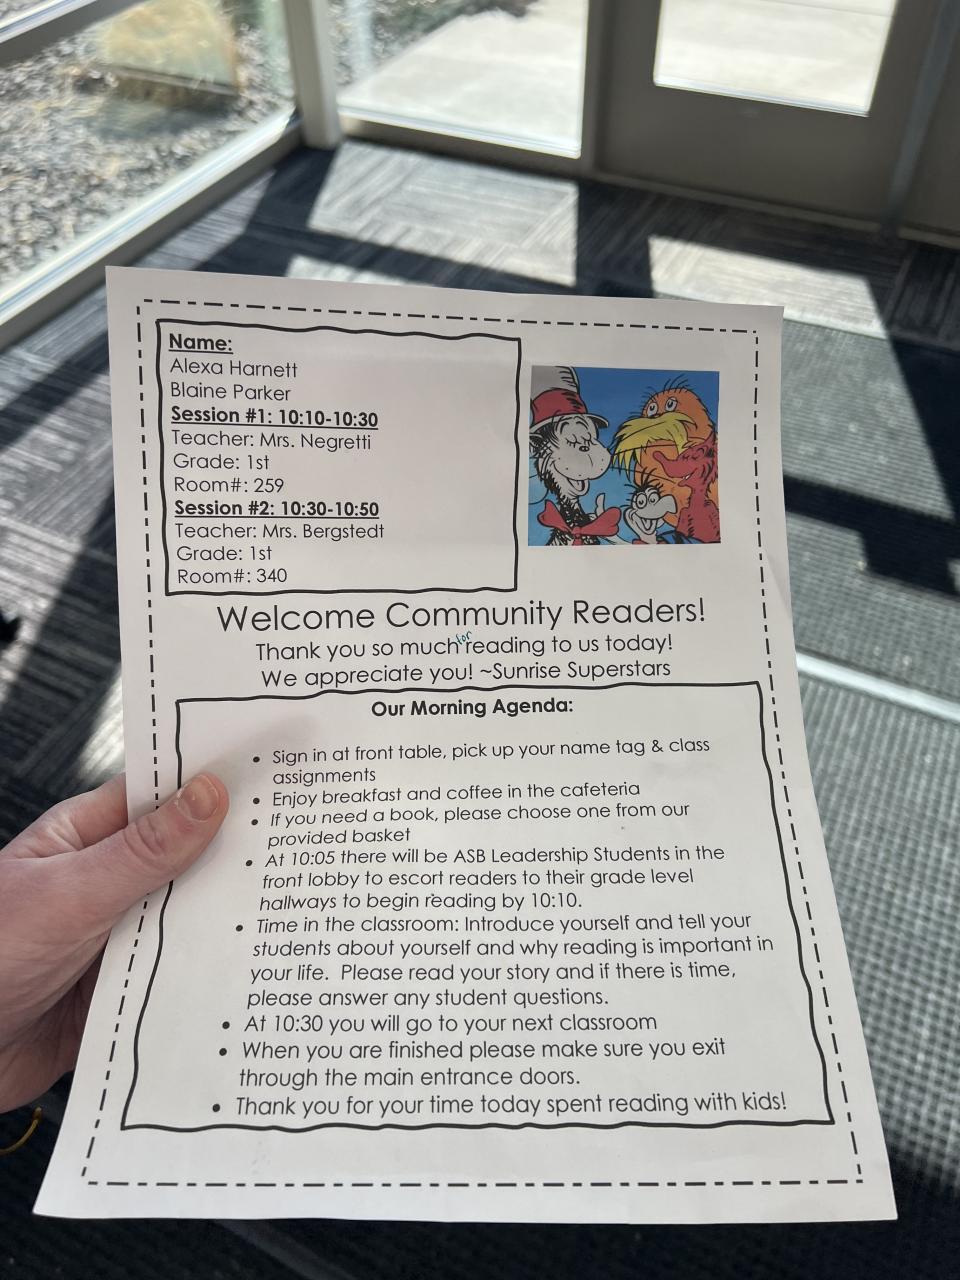 Name:
Alexa Harnett
Blaine Parker
Session #1: 10:10-10:30
Teacher: Mrs. Negretti
Grade: 1st
Room#: 259
Session #2: 10:30-10:50
Teacher: Mrs. Bergstedt
Grade: 1st
Room#: 340
Welcome Community Readers!
Thank you so much for reading to us today!
We appreciate you! ~Sunrise Superstars
Our Morning Agenda:
• Sign in at front table, pick up your name tag & class
assignments
• Enjoy breakfast and coffee in the cafeteria
• If you need a book, please choose one from our
provided basket
• At 10:05 there will be ASB Leadership Students in the
front lobby to escort readers to their grade level
hallways to begin reading by 10:10.
• Time in the classroom: Introduce yourself and tell your
students about yourself and why reading is important in
your life. Please read your story and if there is time,
please answer any student questions.
• At 10:30 you will go to your next classroom
• When you are finished please make sure you exit
through the main entrance doors.
• Thank you for your time today spent reading with kids!